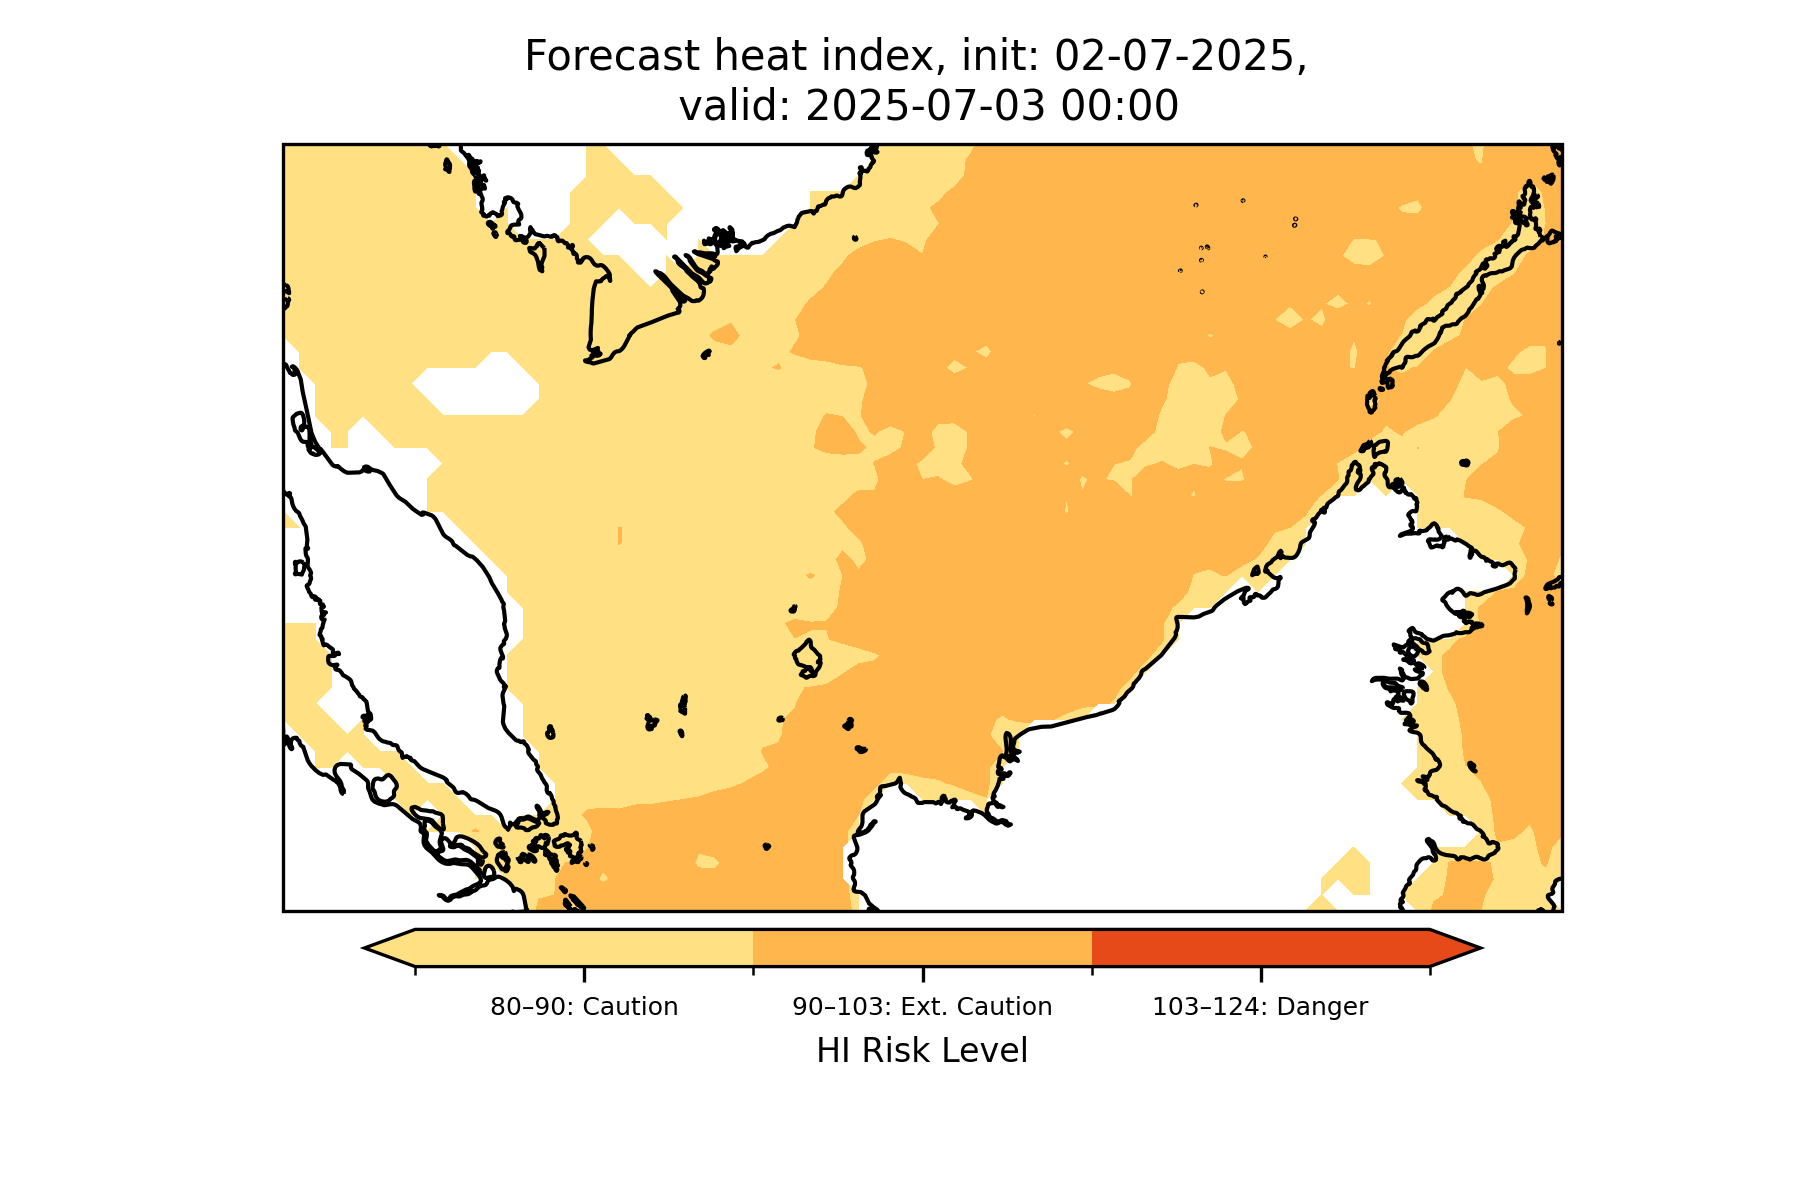 Forecast heat index, init: 02-07-2025,
valid: 2025-07-03 00:00
80–90: Caution
90–103: Ext. Caution
103–124: Danger
HI Risk Level